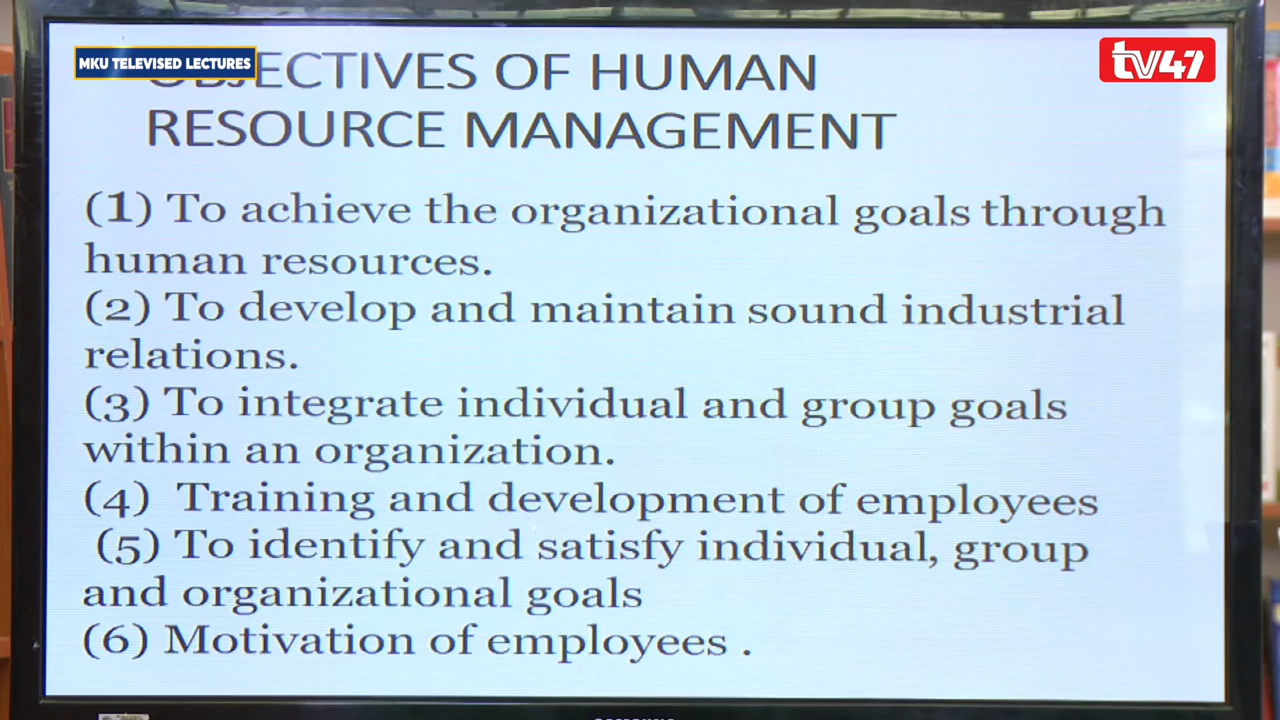 MKU TELEVISED LECTURES
tv47
OBJECTIVES OF HUMAN
RESOURCE MANAGEMENT
(1) To achieve the organizational goals through
human resources.
(2) To develop and maintain sound industrial
relations.
(3) To integrate individual and group goals
within an organization.
(4) Training and development of employees
(5) To identify and satisfy individual, group
and organizational goals
(6) Motivation of employees .